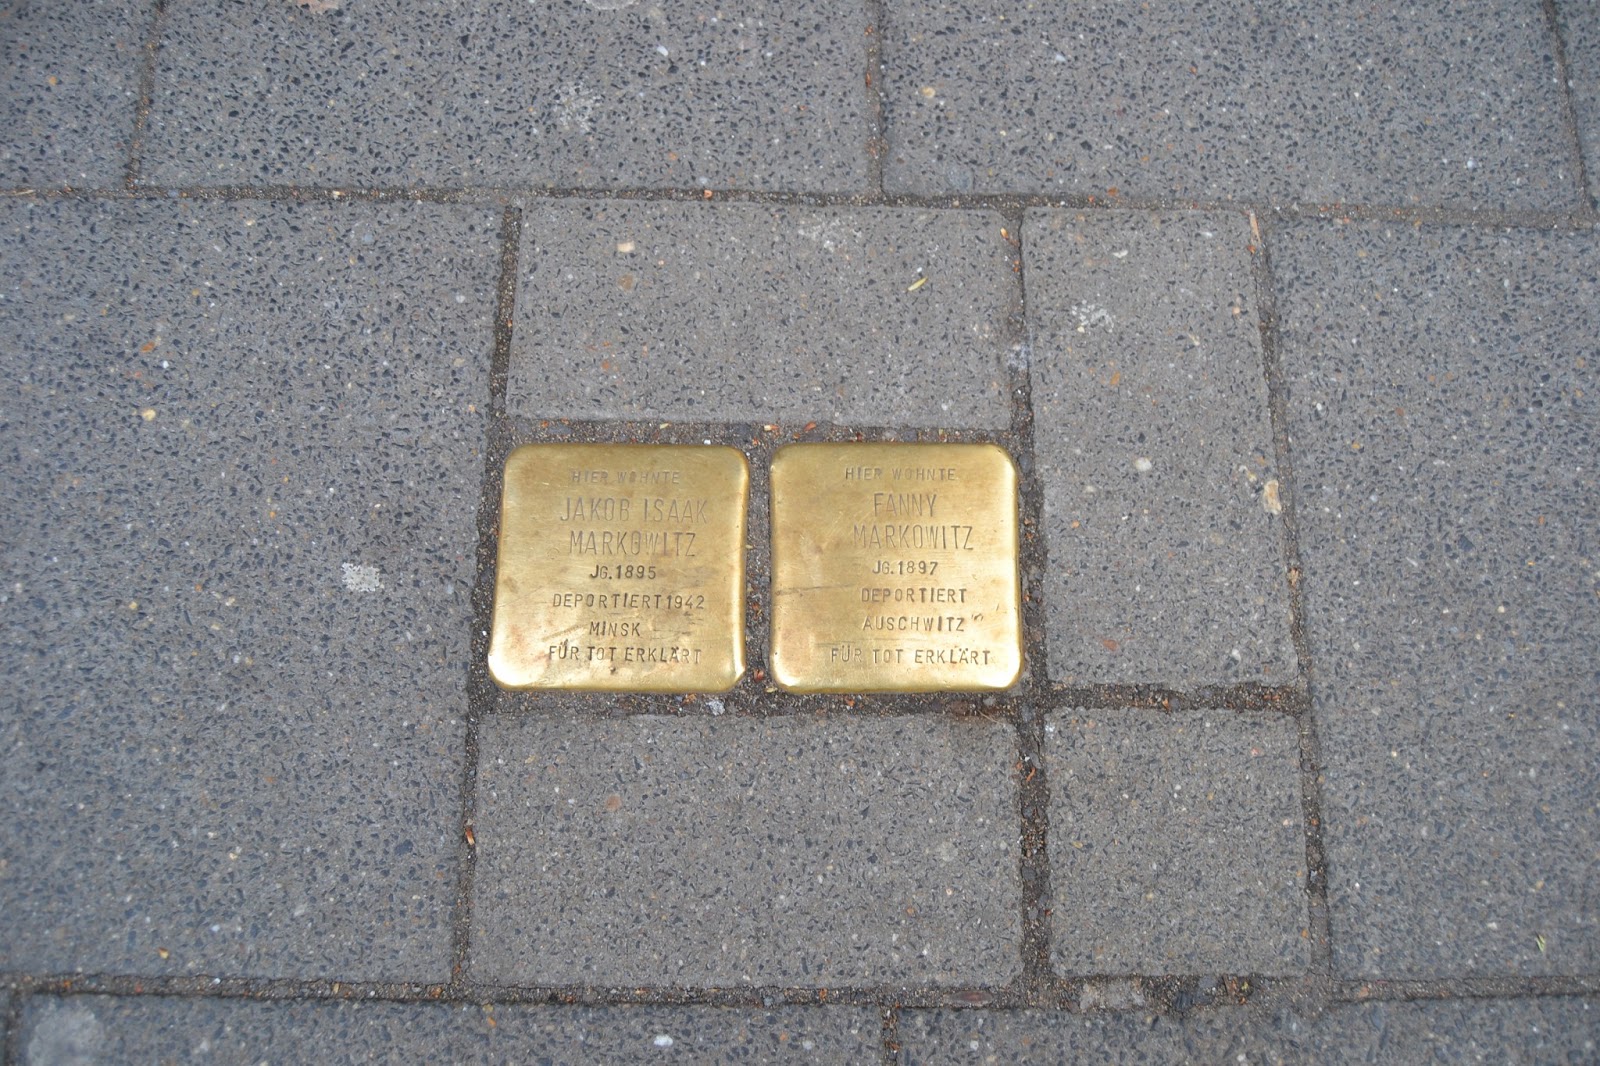 HIER WOHNTE
JAKOB ISAAK
MARKOWITZ
JG. 1895
DEPORTIERT 1942
MINSK
FÜR TOT ERKLÄRT
HIER WOHNTE
FANNY
MARKOWITZ
JG. 1897
DEPORTIERT
AUSCHWITZ
FÜR TOT ERKLÄRT